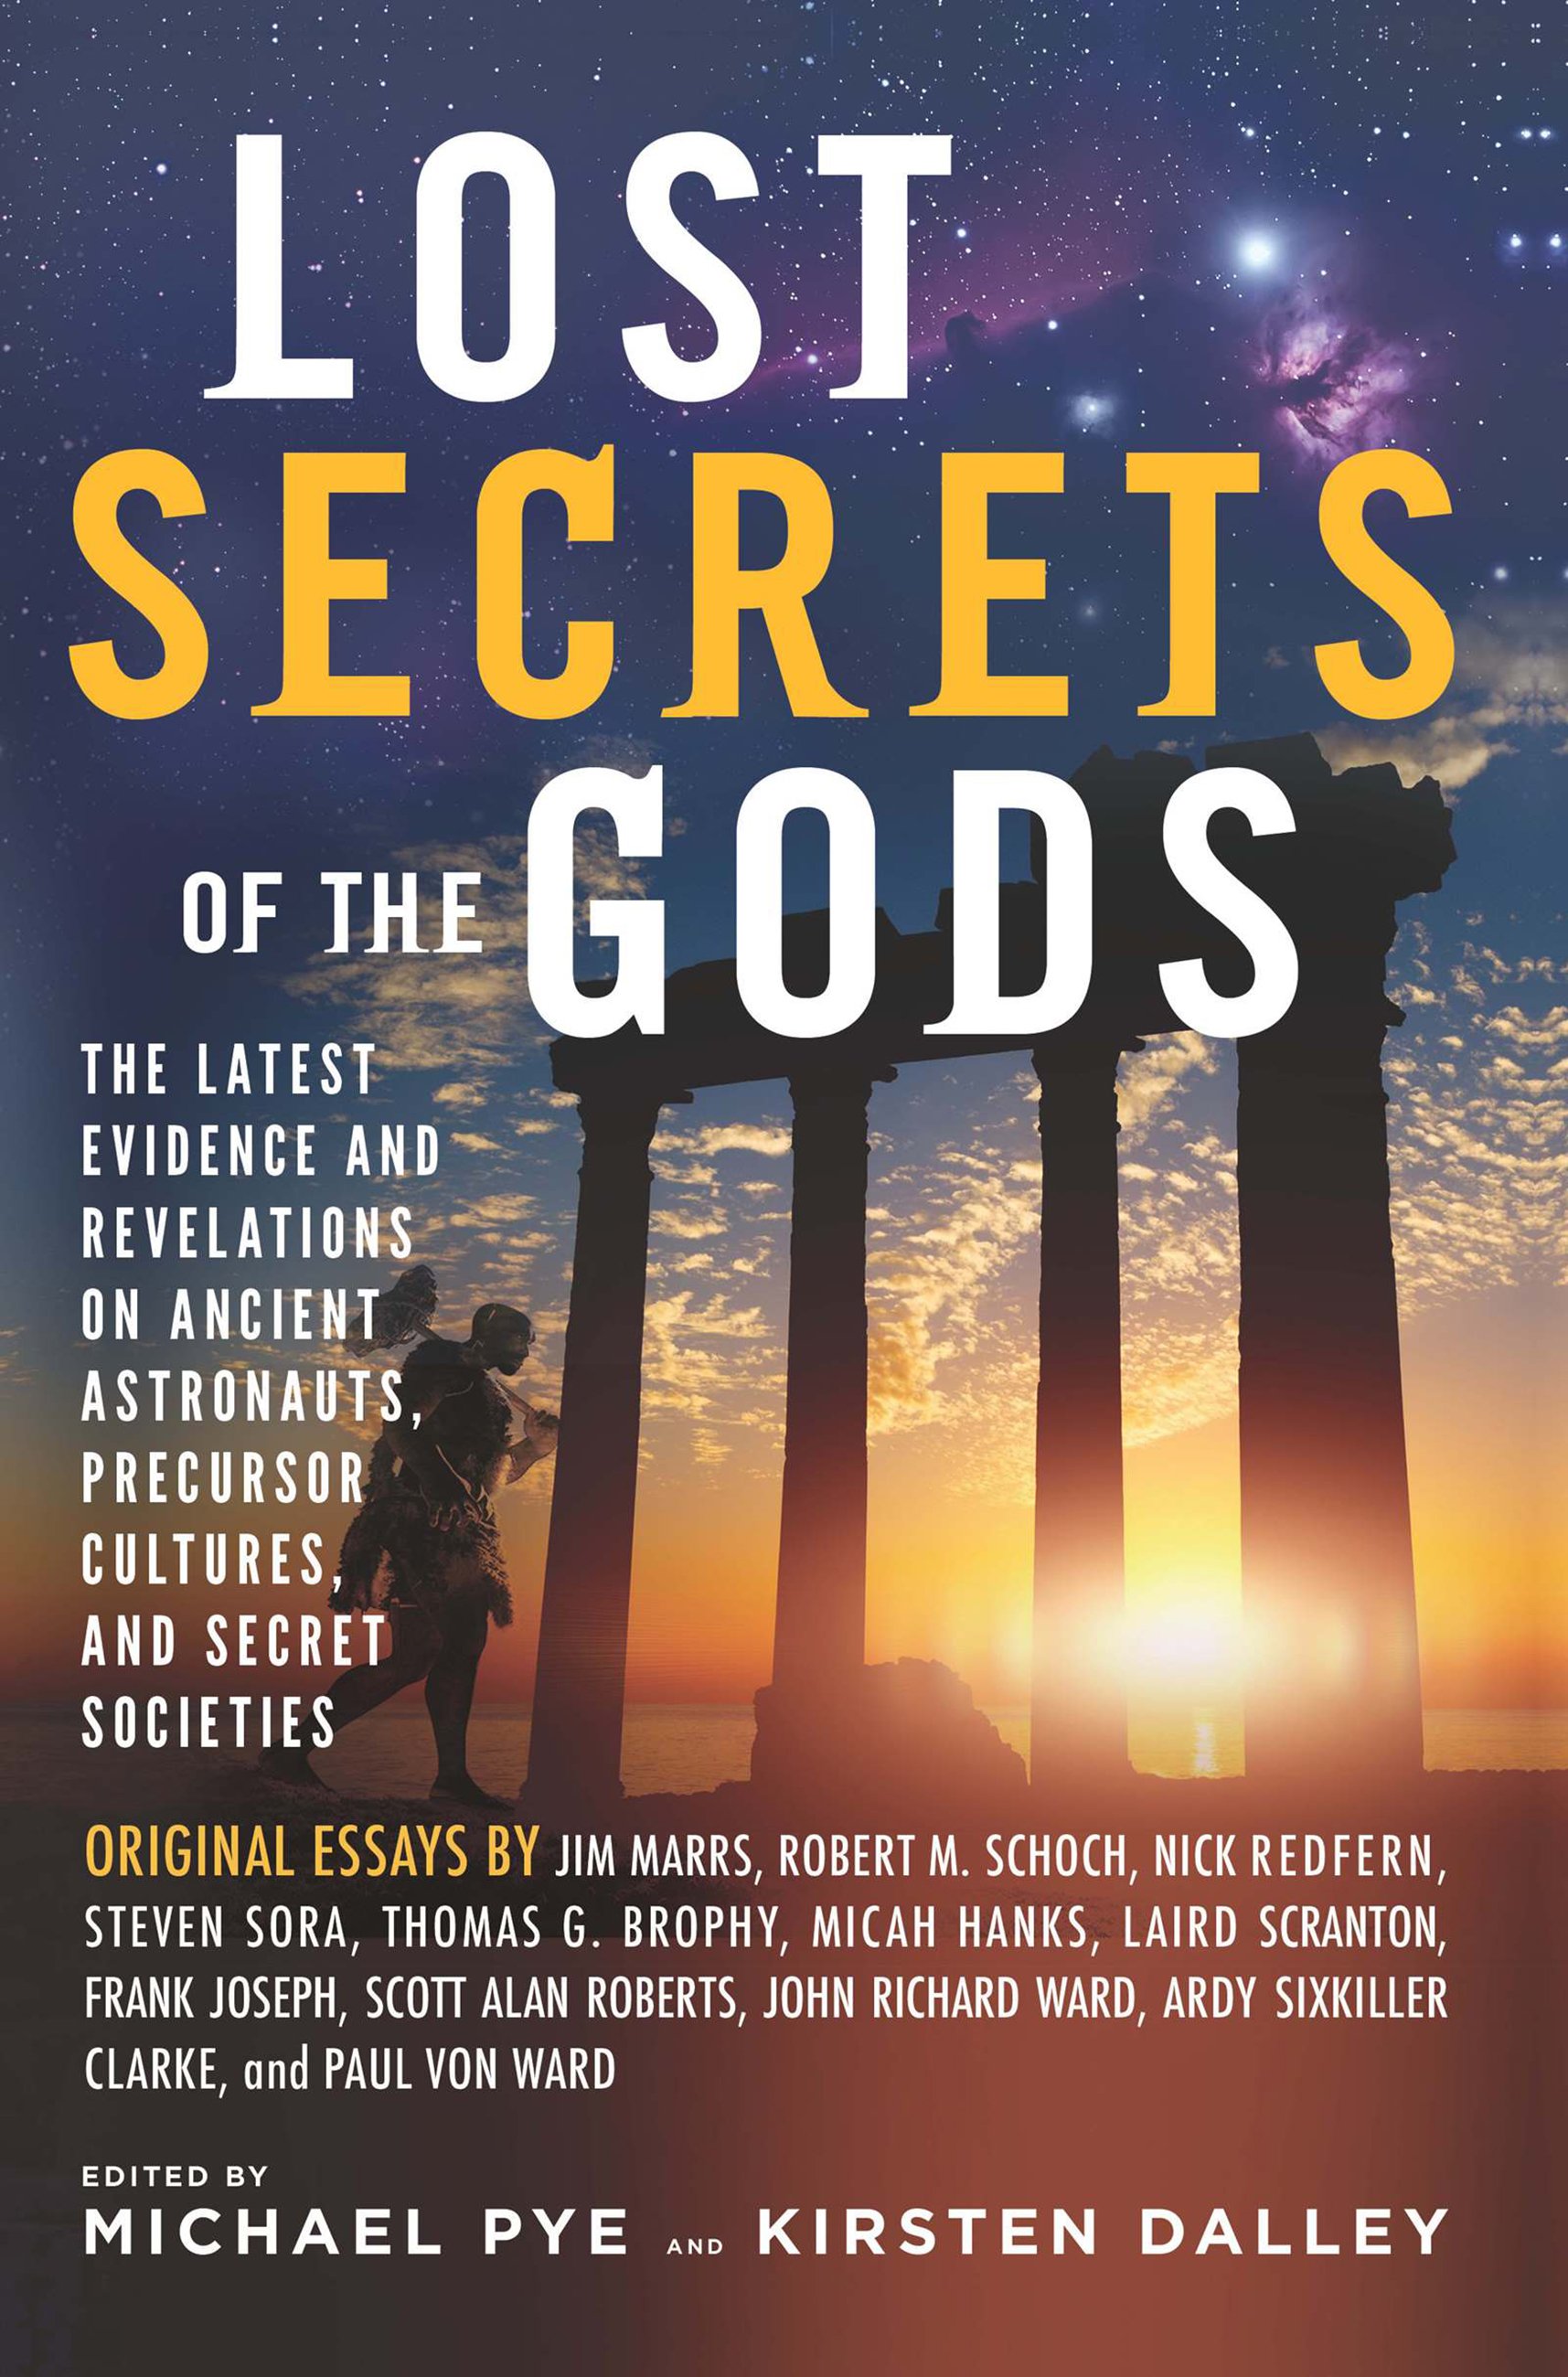 LOST
SECRETS
OF THE GODS
THE LATEST
EVIDENCE AND
REVELATIONS
ON ANCIENT
ASTRONAUTS,
PRECURSOR
CULTURES,
AND SECRET
SOCIETIES
ORIGINAL ESSAYS BY JIM MARRS, ROBERT M. SCHOCH, NICK REDFERN,
STEVEN SORA, THOMAS G. BROPHY, MICAH HANKS, LAIRD SCRANTON,
FRANK JOSEPH, SCOTT ALAN ROBERTS, JOHN RICHARD WARD, ARDY SIXKILLER
CLARKE, and PAUL VON WARD
EDITED BY
MICHAEL PYE AND KIRSTEN DALLEY